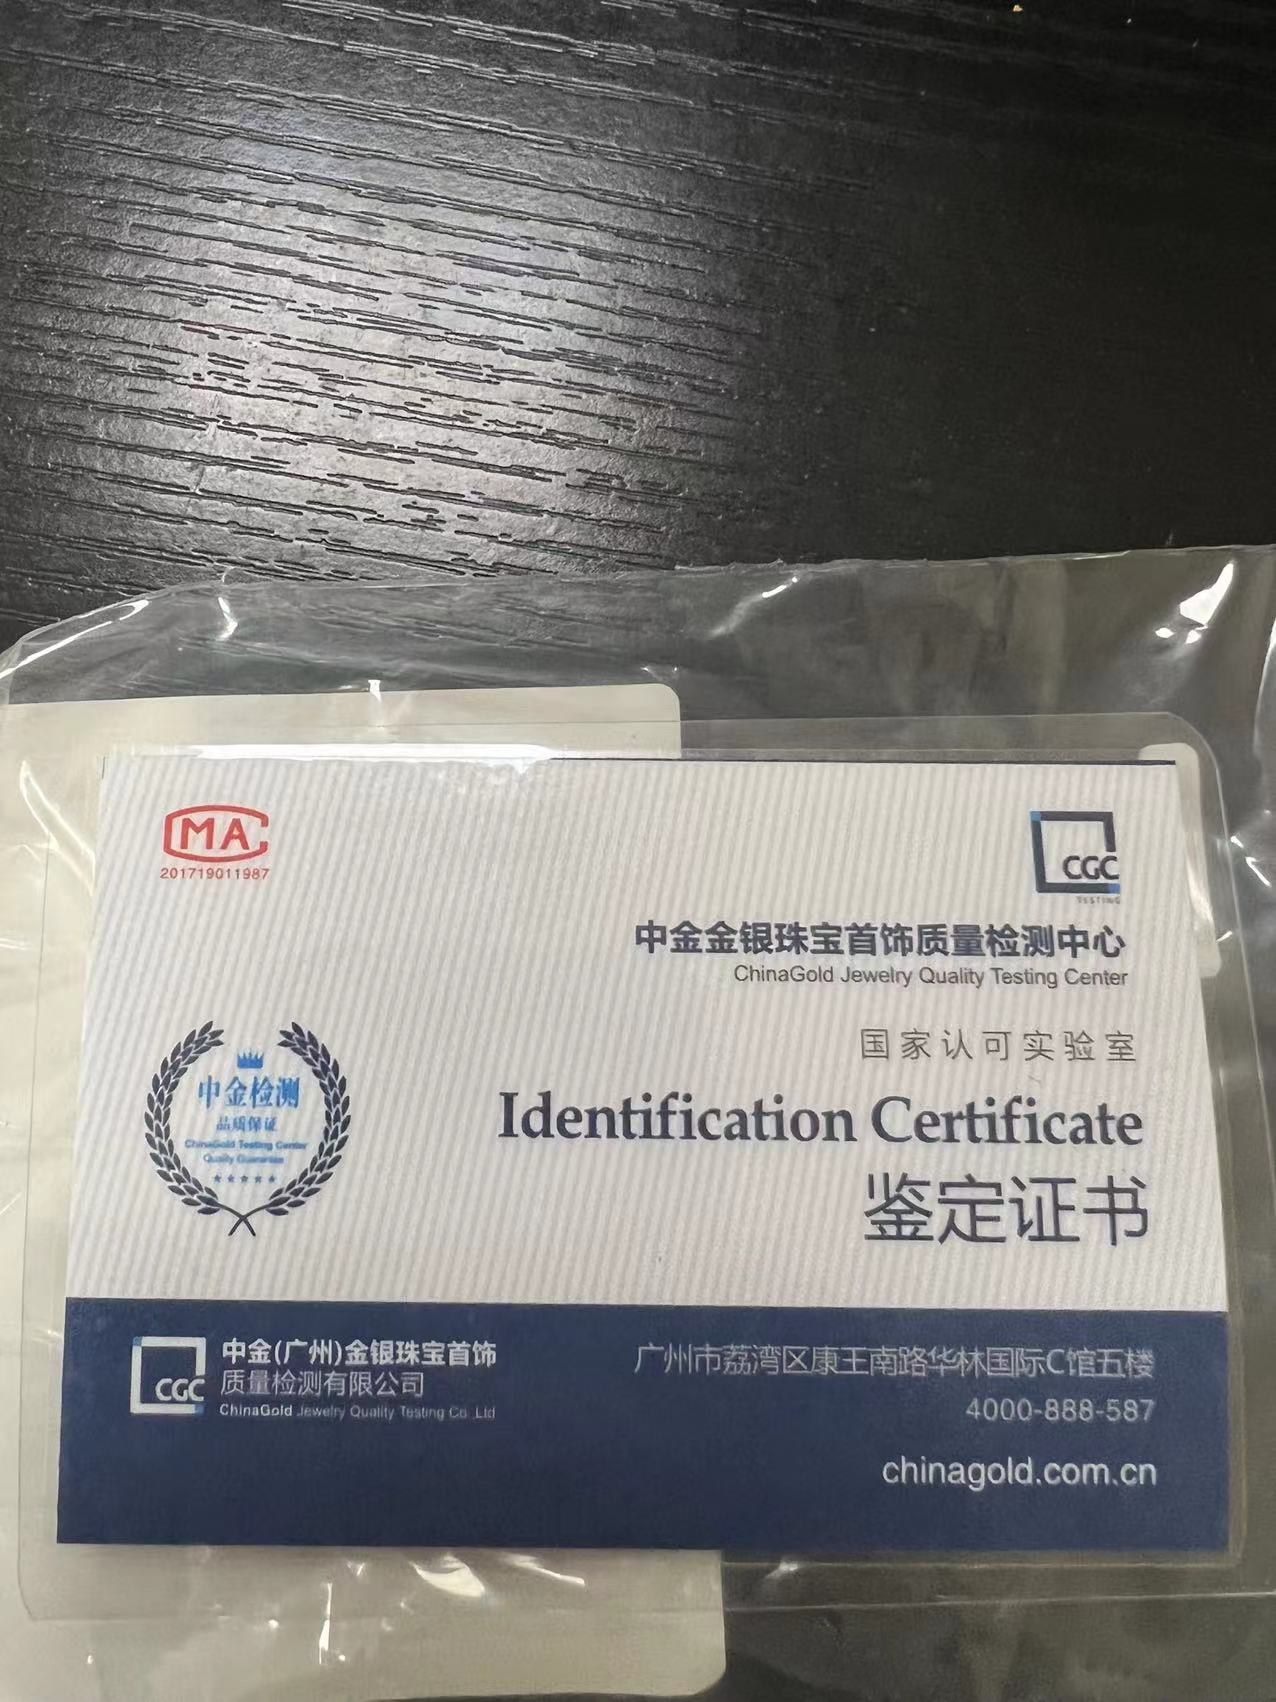 CMA
201719011987
CGC
TESTING
中金金银珠宝首饰质量检测中心
ChinaGold Jewelry Quality Testing Center
国家认可实验室
Identification Certificate
鉴定证书
中金检测
品质保证
ChinaGold Testing Center
Quality Guarantee
CGC
中金(广州)金银珠宝首饰
质量检测有限公司
ChinaGold Jewelry Quality Testing Co.,Ltd
广州市荔湾区康王南路华林国际C馆五楼
4000-888-587
chinagold.com.cn